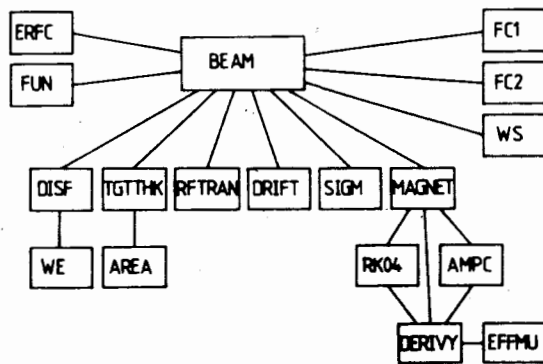 ERFC
BEAM
FC1
FUN
FC2
WS
DISF
TGTTHK
RFTRAN
DRIFT
SIGM
MAGNET
WE
AREA
RK04
AMPC
DERIVY
EFFMU